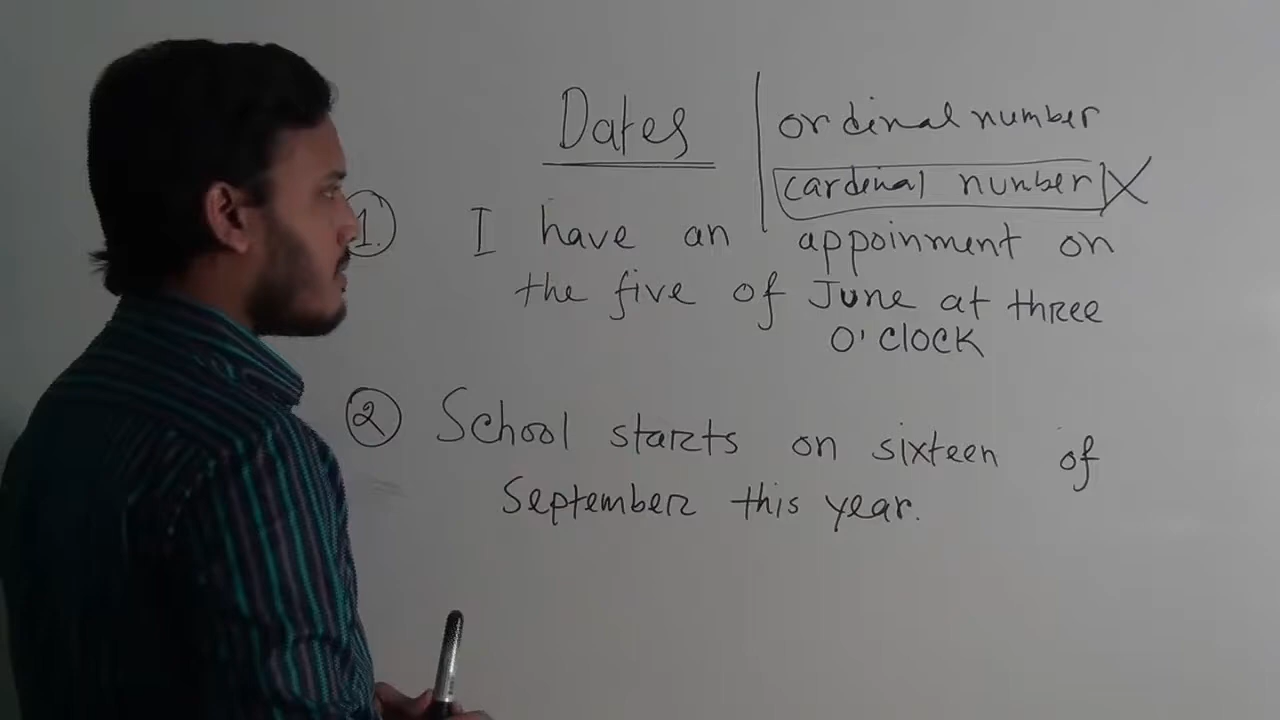 Dates
ordinal number
cardenal number X
1. I have an appoinment on
the five of June at three
O'clock
2 School starts on sixteen of
September this year.